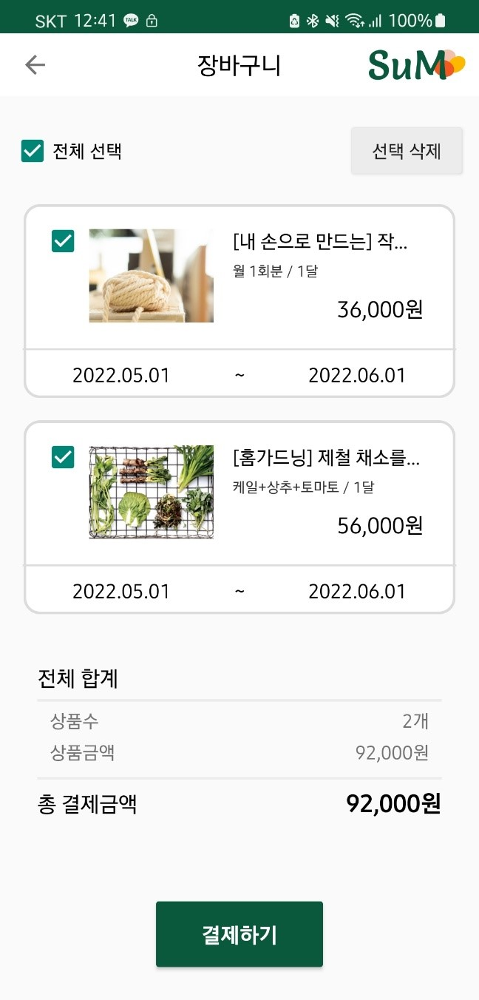 SKT 12:41 TALK 100%
장바구니
SuM
전체 선택
선택 삭제
[내 손으로 만드는] 작...
월 1회분 / 1달
36,000원
2022.05.01 ~ 2022.06.01
[홈가드닝] 제철 채소를...
케일+상추+토마토 / 1달
56,000원
2022.05.01 ~ 2022.06.01
전체 합계
상품수 2개
상품금액 92,000원
총 결제금액 92,000원
결제하기